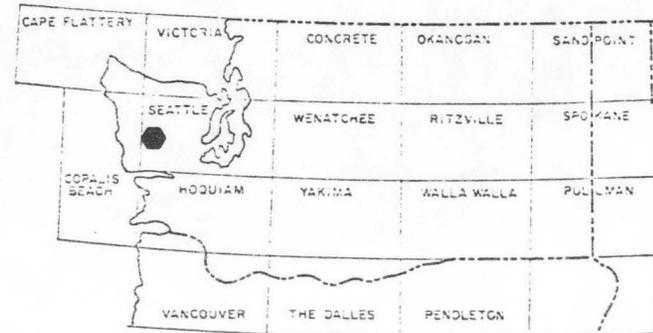 CAPE FLATTERY
VICTORIA
CONCRETE
OKANOGAN
SANDPOINT
SEATTLE
WENATCHEE
RITZVILLE
SPOKANE
COPALIS
BEACH
HOQUIAM
YAKIMA
WALLA WALLA
PULLMAN
VANCOUVER
THE DALLES
PENDLETON